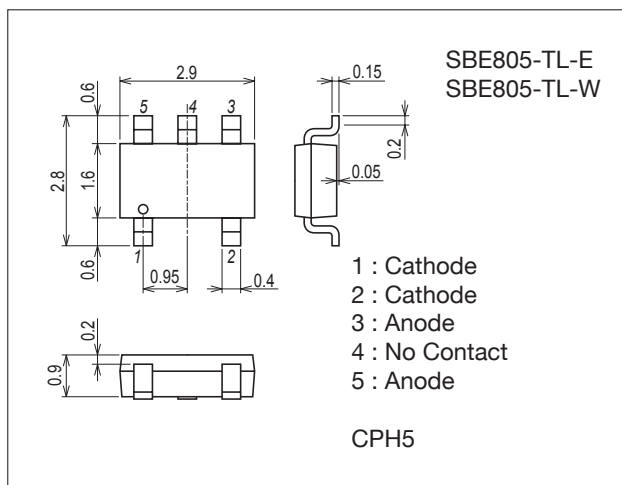 SBE805-TL-E
SBE805-TL-W
2.9
0.15
0.6
5
4
3
0.2
2.8
1.6
0.05
0.6
1
2
0.95
0.4
1 : Cathode
2 : Cathode
3 : Anode
4 : No Contact
5 : Anode
0.2
0.9
CPH5